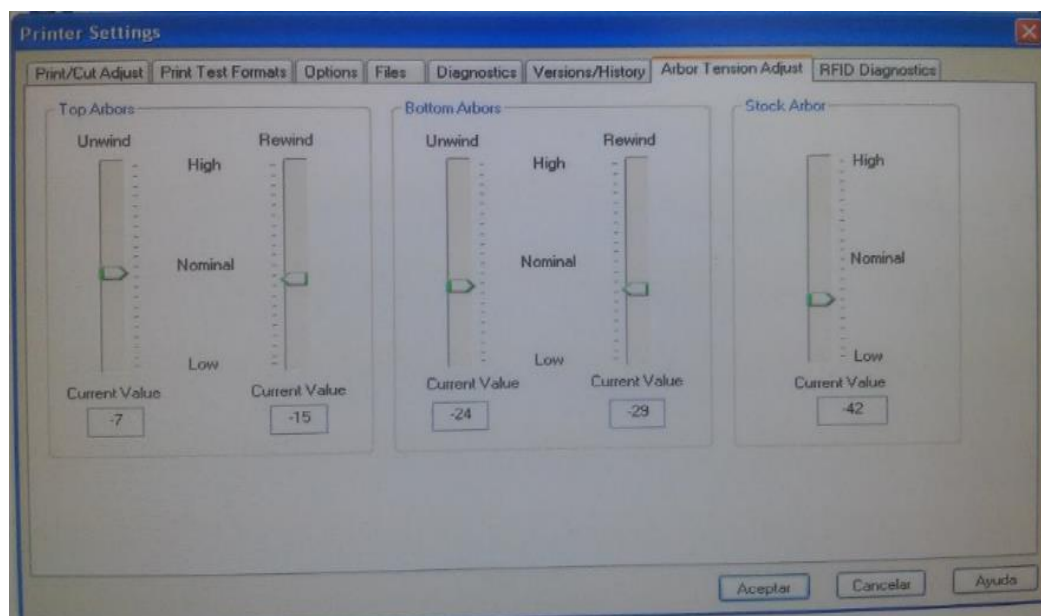 Printer Settings
Print/Cut Adjust Print Test Formats Options Files Diagnostics Versions/History Arbor Tension Adjust RFID Diagnostics
Top Arbors
Unwind Rewind
High
Nominal
Low
Current Value Current Value
-7 -15
Bottom Arbors
Unwind Rewind
High
Nominal
Low
Current Value Current Value
-24 -29
Stock Arbor
High
Nominal
Low
Current Value
-42
Aceptar Cancelar Ayuda